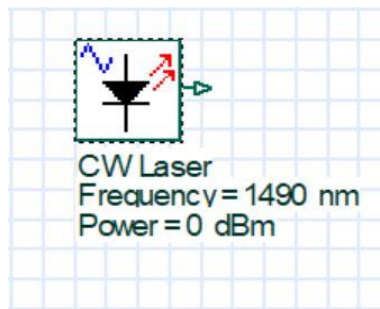 CW Laser
Frequency = 1490 nm
Power = 0 dBm